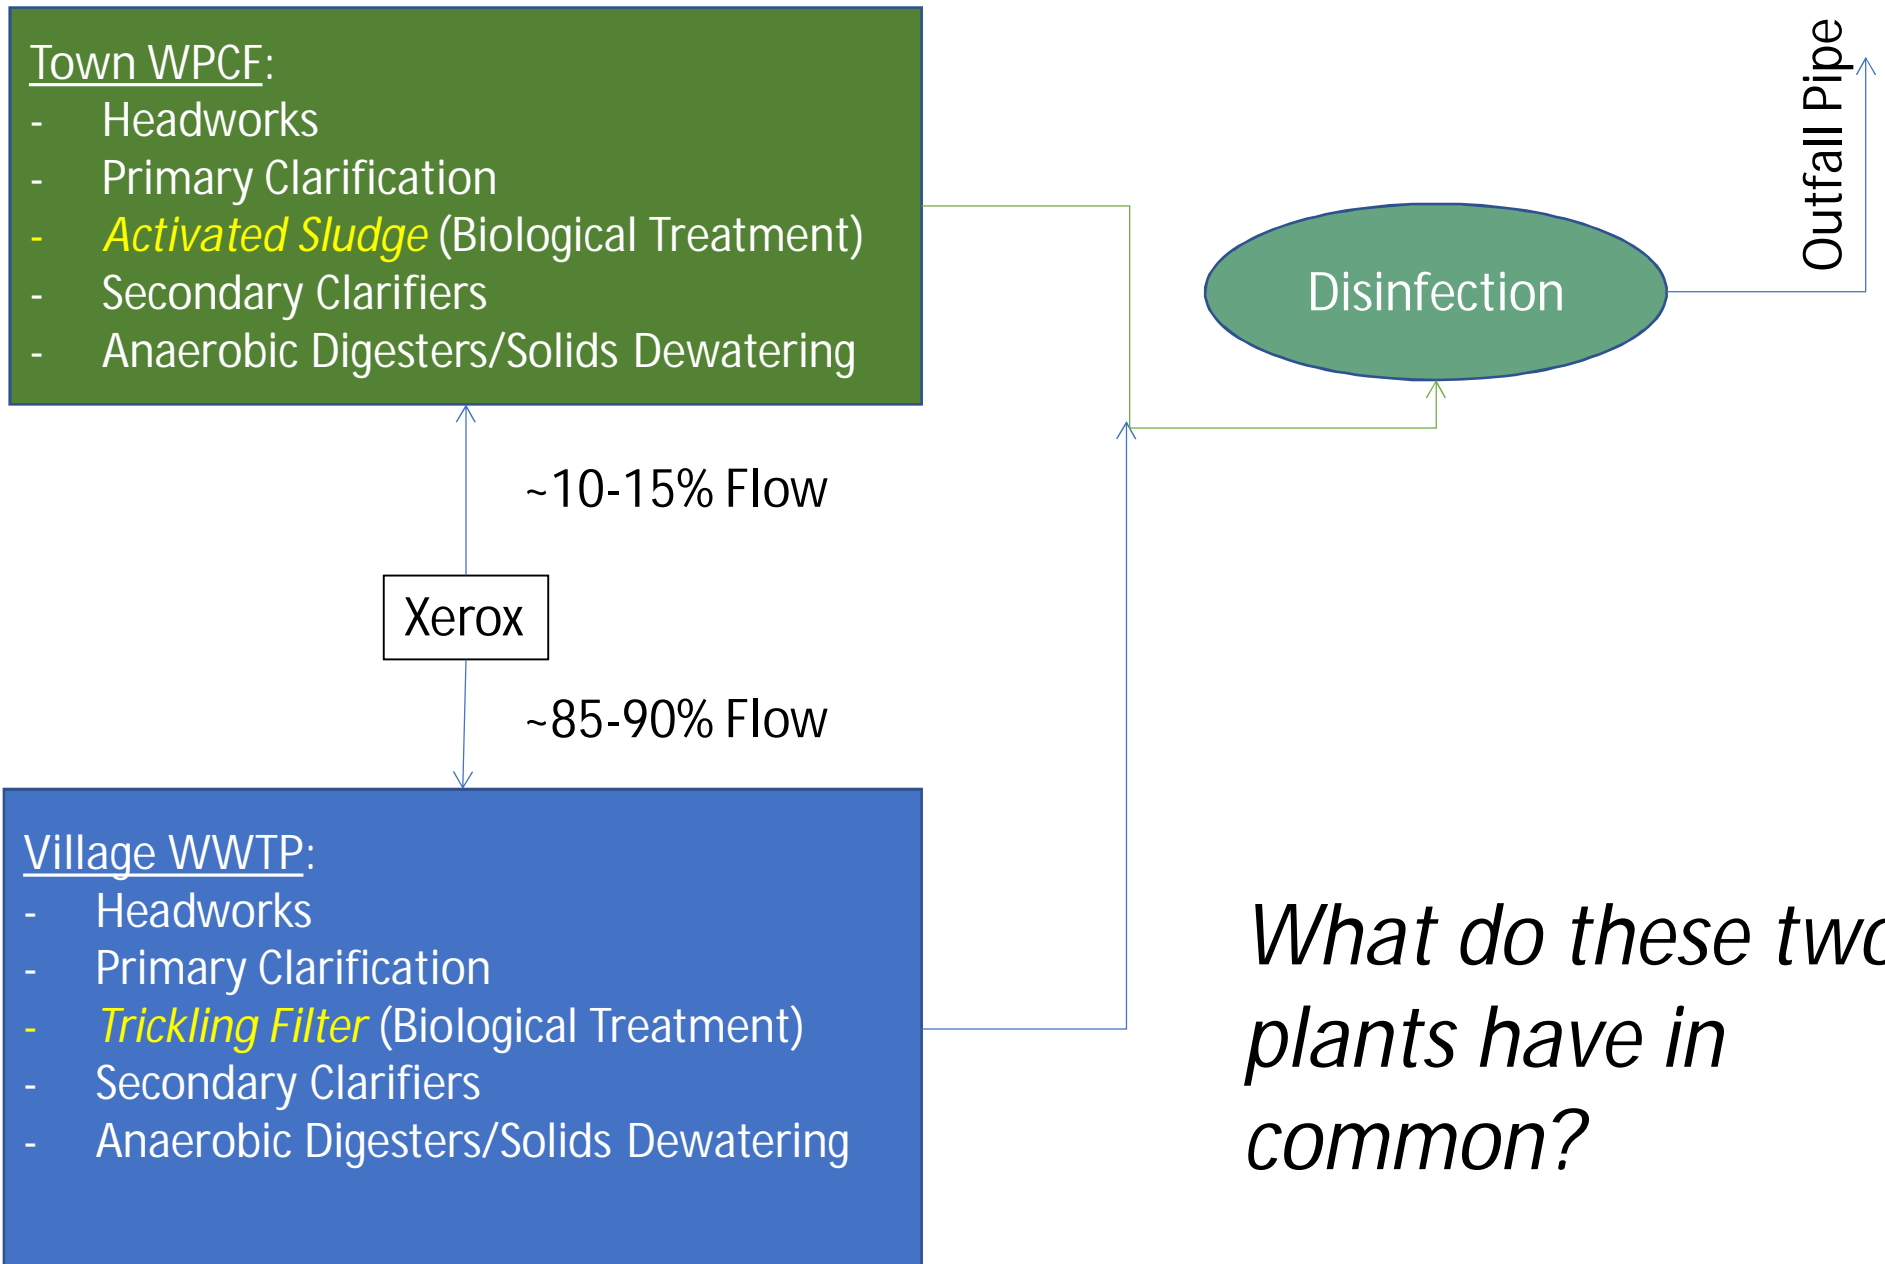 Town WPCF:
- Headworks
- Primary Clarification
- Activated Sludge (Biological Treatment)
- Secondary Clarifiers
- Anaerobic Digesters/Solids Dewatering
Outfall Pipe
Disinfection
~10-15% Flow
Xerox
~85-90% Flow
Village WWTP:
- Headworks
- Primary Clarification
- Trickling Filter (Biological Treatment)
- Secondary Clarifiers
- Anaerobic Digesters/Solids Dewatering
What do these two
plants have in
common?